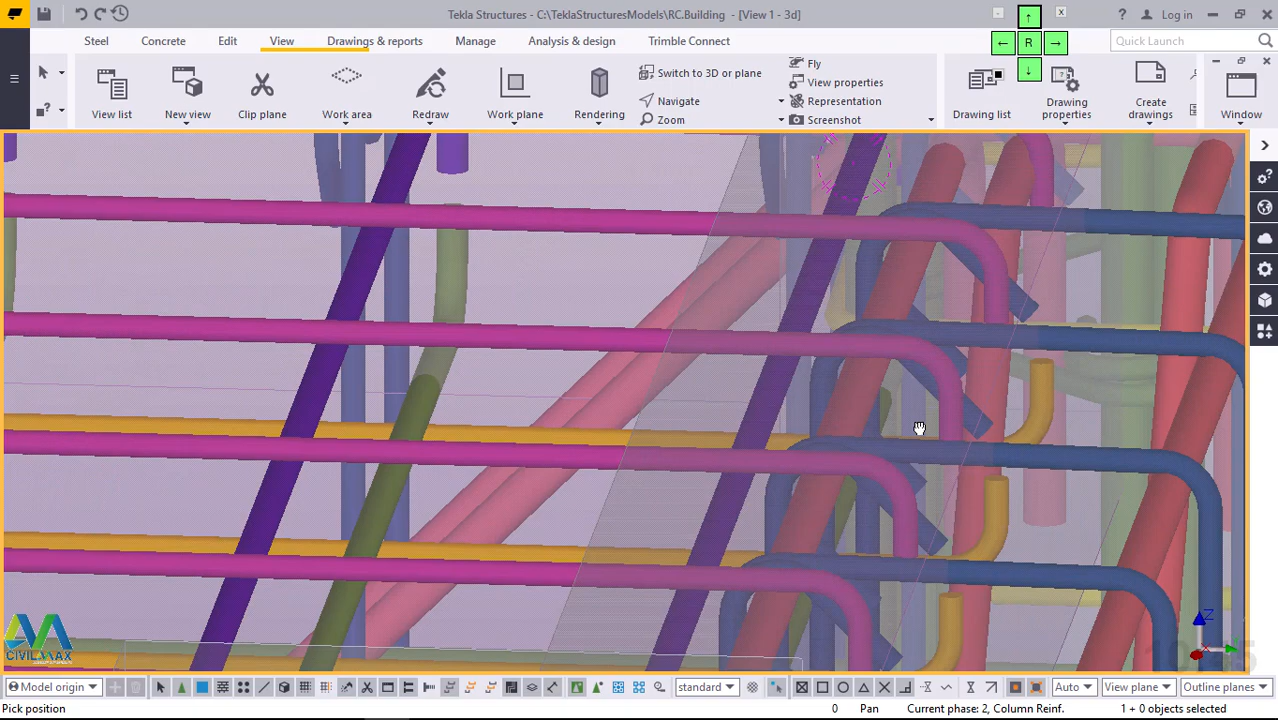 Tekla Structures - C:\TeklaStructuresModels\RC.Building - [View 1 - 3d]
Log in
R
Steel
Concrete
Edit
View
Drawings & reports
Manage
Analysis & design
Trimble Connect
Quick Launch
View list
New view
Clip plane
Work area
Redraw
Work plane
Rendering
Switch to 3D or plane
Navigate
Zoom
Fly
View properties
Representation
Screenshot
Drawing list
Drawing properties
Create drawings
Window
Z
CIVILMAX
Model origin
standard
Auto
View plane
Outline planes
Pick position
0
Pan
Current phase: 2, Column Reinf.
1 + 0 objects selected